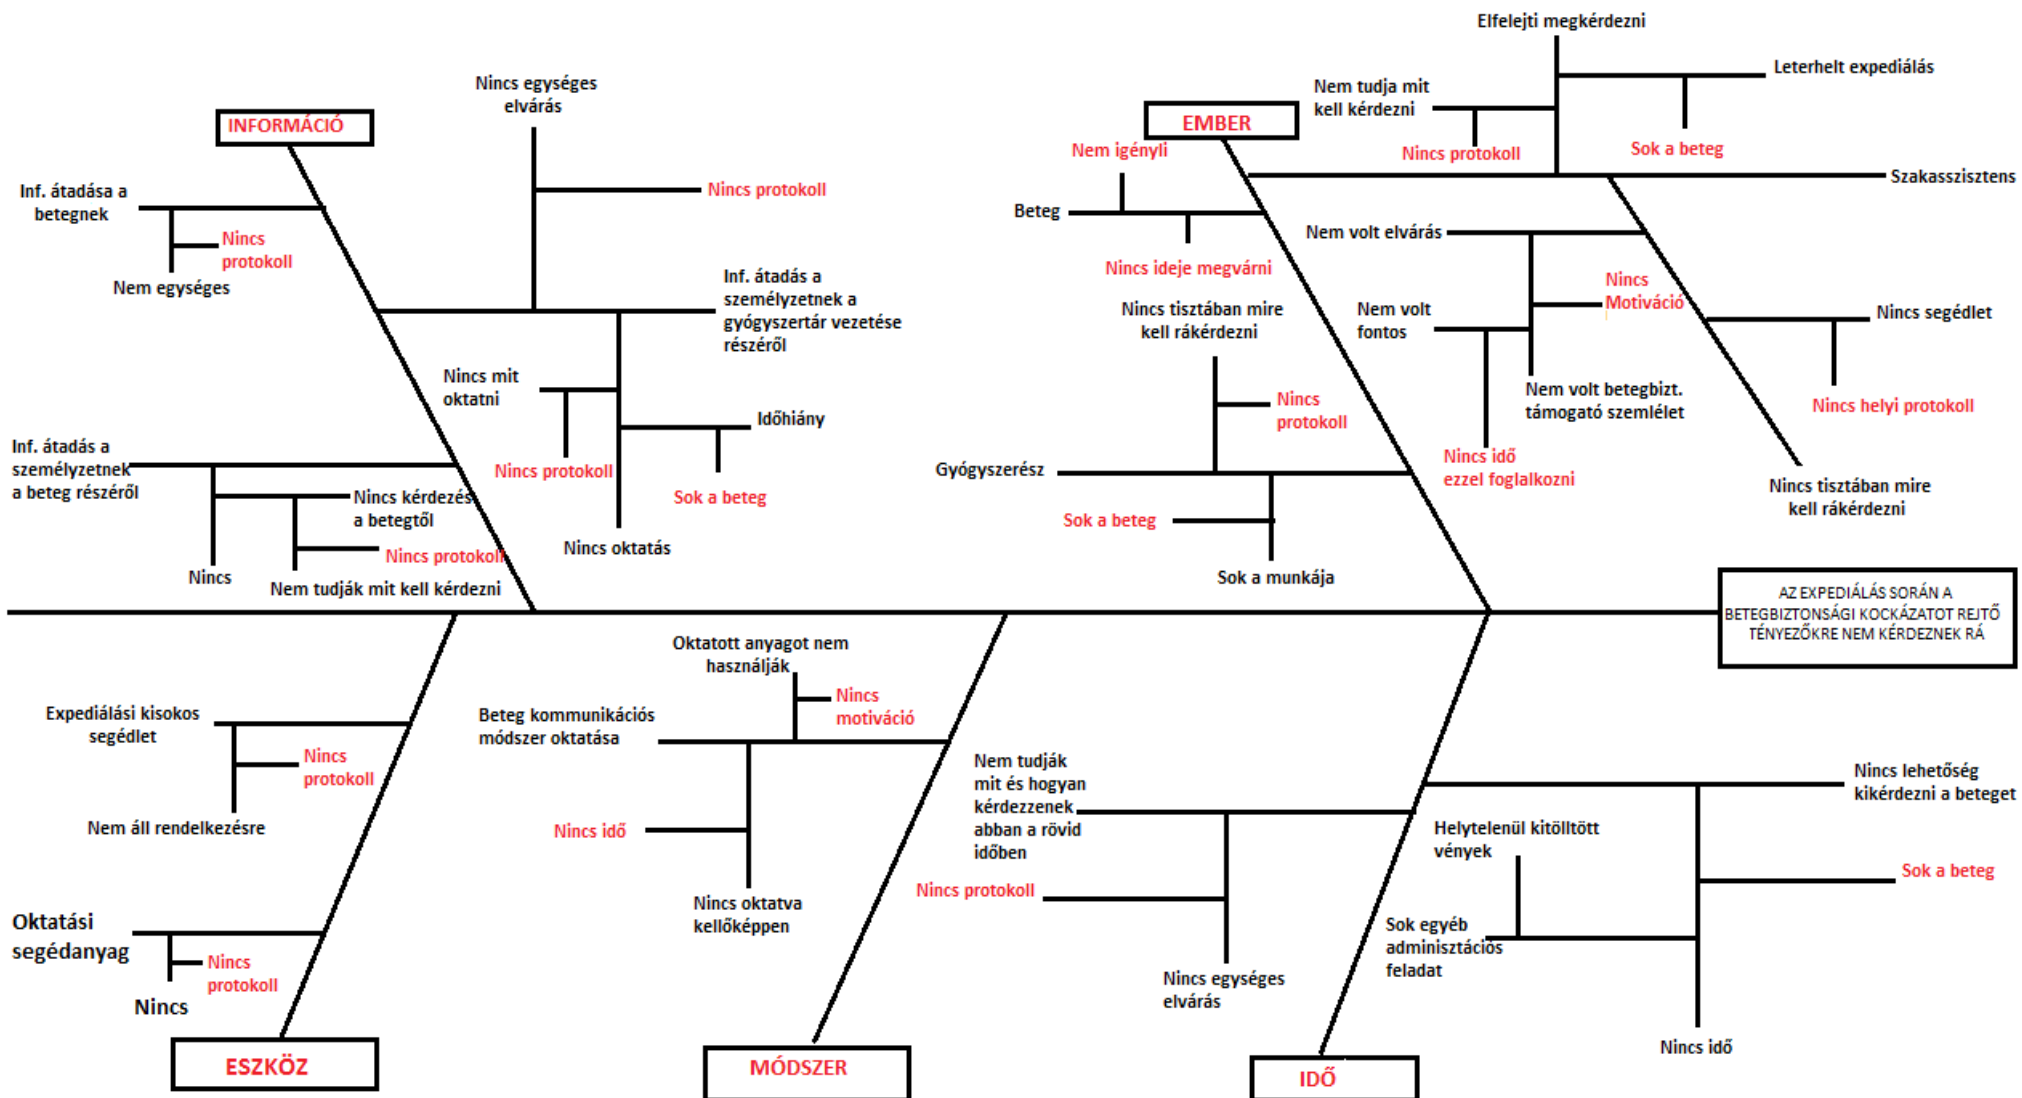 Elfelejti megkérdezni
Leterhelt expediálás
Nem tudja mit
kell kérdezni
Nincs protokoll
Sok a beteg
Szakasszisztens
EMBER
Nem igényli
Beteg
Nincs ideje megvárni
Nem volt elvárás
Nincs
Motiváció
Nem volt
fontos
Nincs idő
ezzel foglalkozni
Nem volt betegbizt.
támogató szemlélet
Nincs segédlet
Nincs helyi protokoll
Nincs tisztában mire
kell rákérdezni
Nincs tisztában mire
kell rákérdezni
Nincs
protokoll
Gyógyszerész
Sok a beteg
Sok a munkája
INFORMÁCIÓ
Nincs egységes
elvárás
Nincs protokoll
Inf. átadása a
betegnek
Nincs
protokoll
Nem egységes
Inf. átadás a
személyzetnek a
gyógyszertár vezetése
részéről
Nincs mit
oktatni
Nincs protokoll
Időhiány
Sok a beteg
Nincs oktatás
Inf. átadás a
személyzetnek
a beteg részéről
Nincs kérdezés
a betegtől
Nincs protokoll
Nincs
Nem tudják mit kell kérdezni
AZ EXPEDIÁLÁS SORÁN A
BETEGBIZTONSÁGI KOCKÁZATOT REJTŐ
TÉNYEZŐKRE NEM KÉRDEZNEK RÁ
Expediálási kisokos
segédlet
Nincs
protokoll
Nem áll rendelkezésre
Oktatási
segédanyag
Nincs
protokoll
Nincs
ESZKÖZ
Oktatott anyagot nem
használják
Nincs
motiváció
Beteg kommunikációs
módszer oktatása
Nincs idő
Nincs oktatva
kellőképpen
MÓDSZER
Nem tudják
mit és hogyan
kérdezzenek
abban a rövid
időben
Nincs protokoll
Nincs egységes
elvárás
Nincs lehetőség
kikérdezni a beteget
Helytelenül kitölltött
vények
Sok a beteg
Sok egyéb
adminisztációs
feladat
Nincs idő
IDŐ